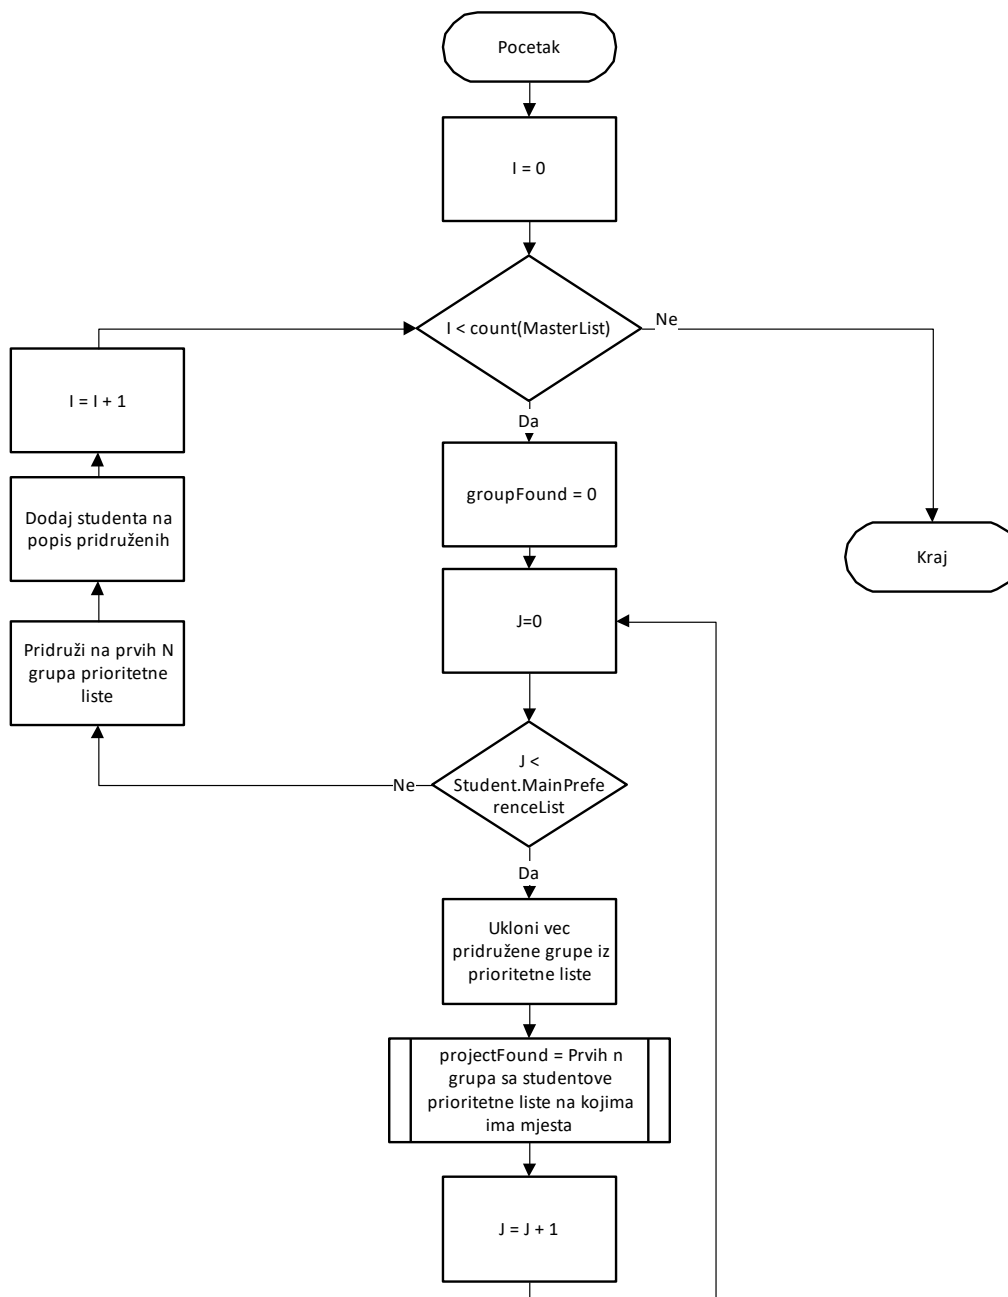 Pocetak
I = 0
I < count(MasterList)
Ne
I = I + 1
Da
Dodaj studenta na
popis pridruženih
groupFound = 0
Kraj
J=0
Pridruži na prvih N
grupa prioritetne
liste
J <
Student.MainPrefe
renceList
Ne
Da
Ukloni vec
pridružene grupe iz
prioritetne liste
projectFound = Prvih n
grupa sa studentove
prioritetne liste na kojima
ima mjesta
J = J + 1